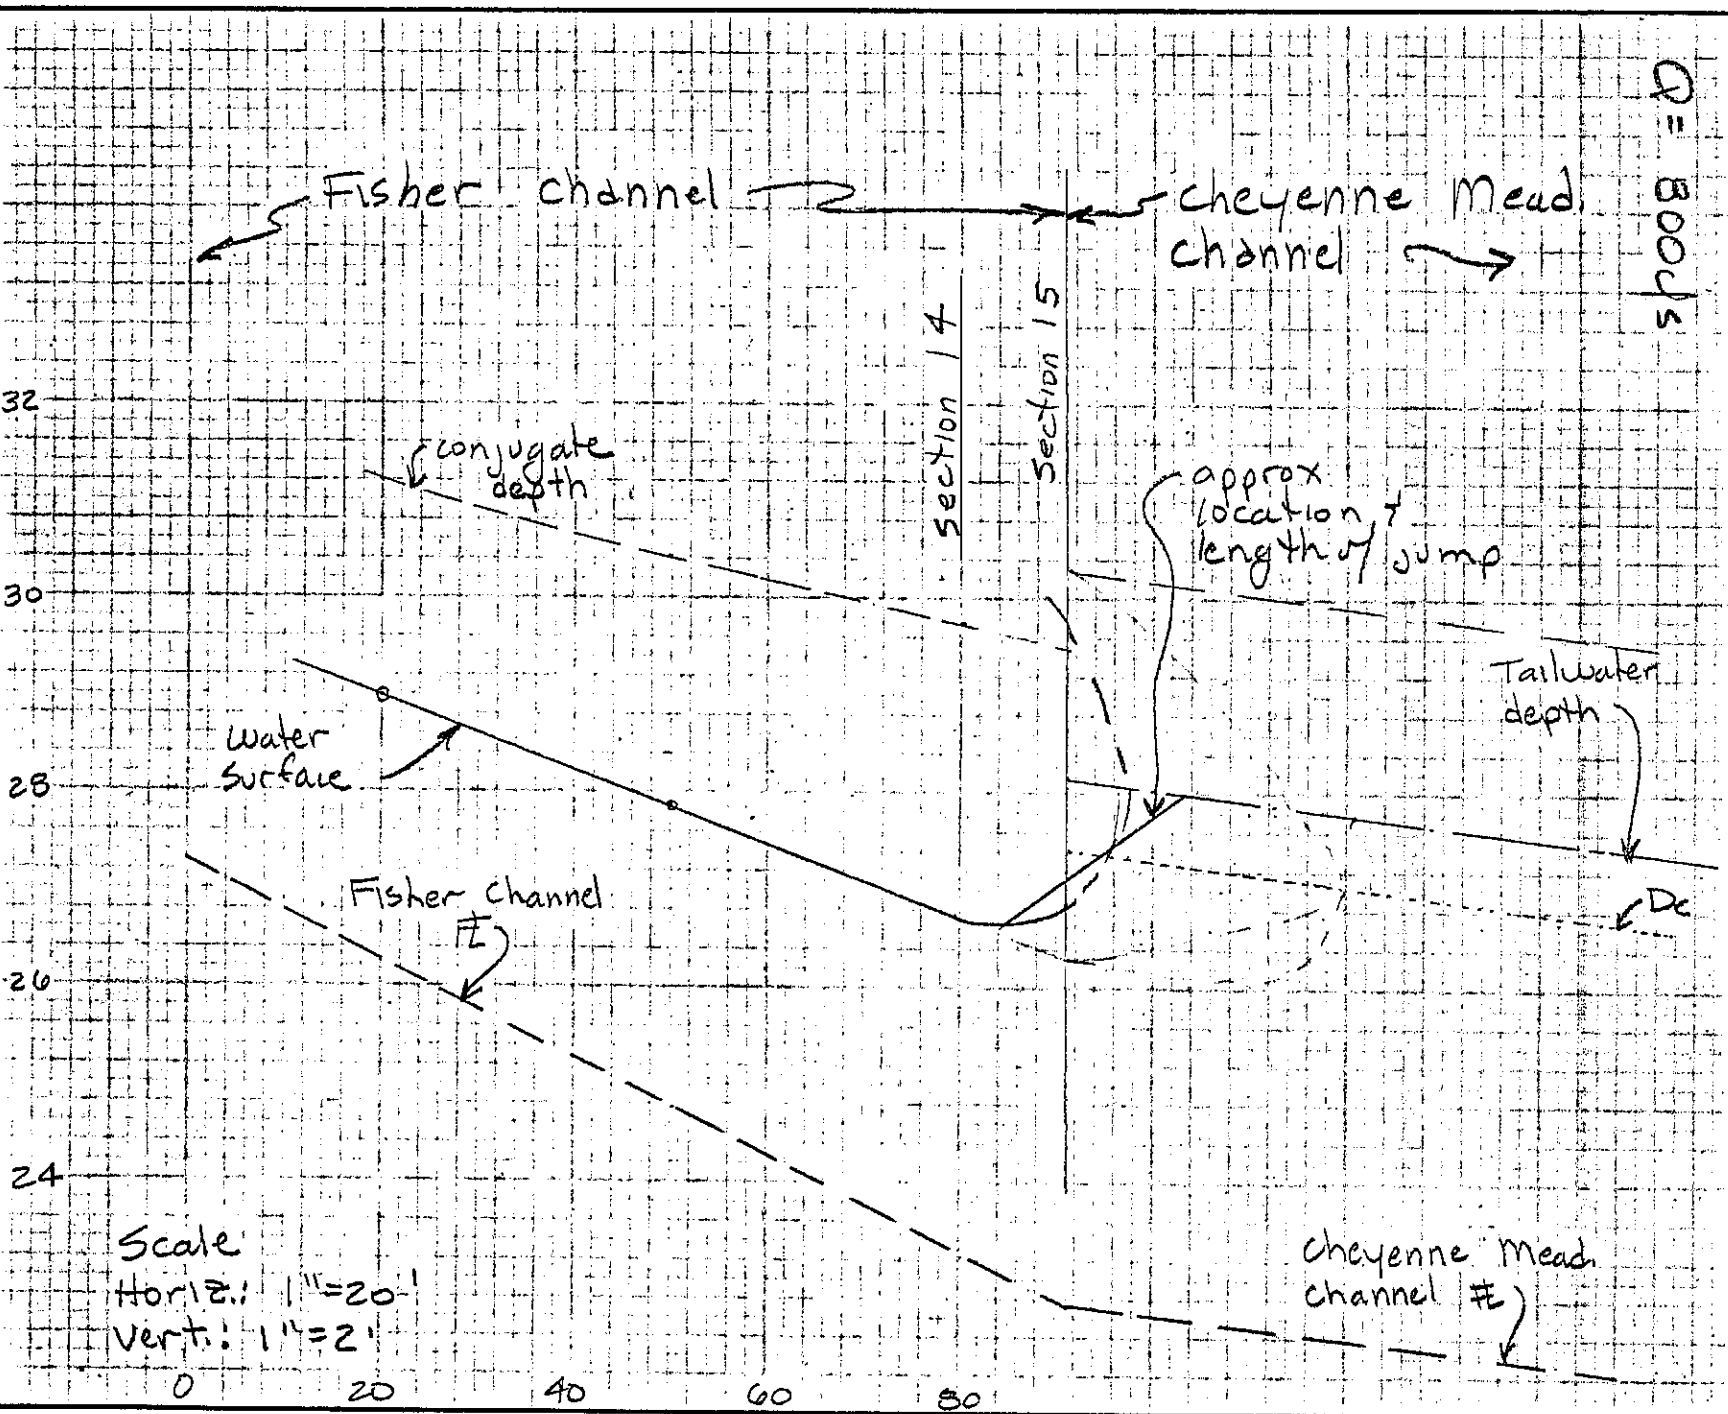 Q = 800cfs
Fisher Channel
Cheyenne Mead.
Channel
Section 14
Section 15
32
conjugate
depth
approx
location &
length of jump
30
Tailwater
depth
Water
Surface
28
Fisher Channel
Dc
26
24
Scale
Horiz.: 1"=20'
Vert.: 1"=2'
Cheyenne Mead.
Channel
0
20
40
60
80